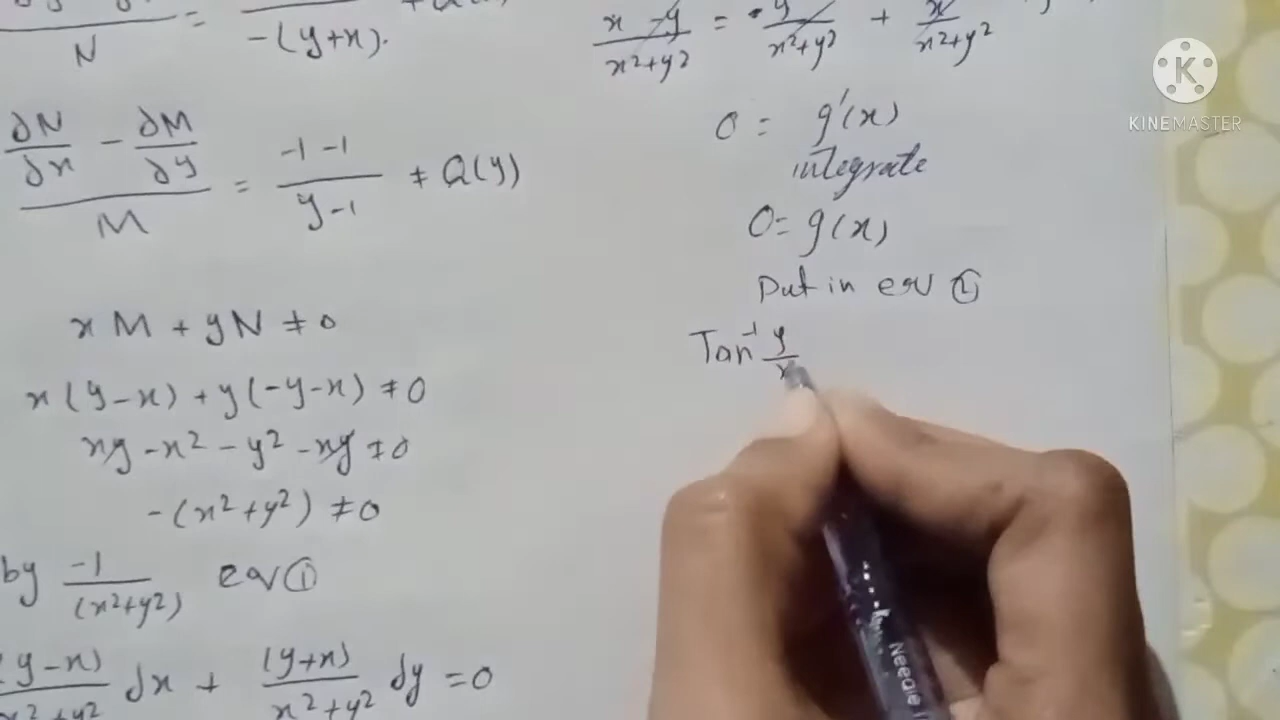 N = -(y+x).
∂N/∂x - ∂M/∂y / M = -1-1 / y-1 ≠ Q(y)
xM + yN ≠ 0
x(y-x) + y(-y-x) ≠ 0
xy - x² - y² - xy ≠ 0
-(x²+y²) ≠ 0
by -1/(x²+y²) eq ①
(y-x)/x²+y² dx + (y+x)/x²+y² dy = 0
x-y/x²+y² = -y/x²+y² + x/x²+y²
0 = g'(x)
integrate
0 = g(x)
Put in eq ①
Tan⁻¹ y/x
K
KINEMASTER
Needle